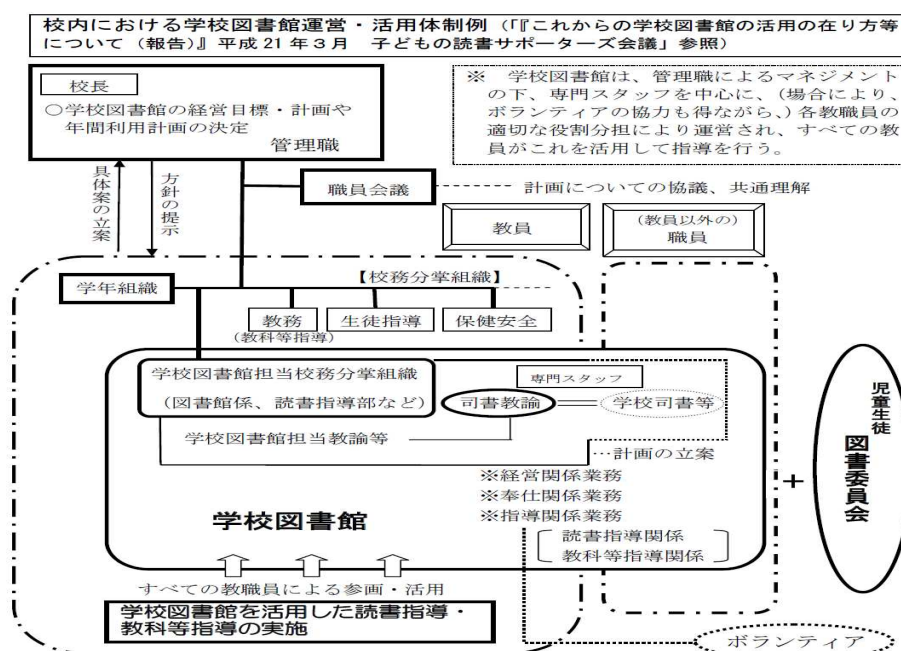 校内における学校図書館運営・活用体制例（「『これからの学校図書館の活用の在り方等
について（報告）』平成21年３月　子どもの読書サポーターズ会議」参照）
校長
○学校図書館の経営目標・計画や
年間利用計画の決定
管理職
※　学校図書館は、管理職によるマネジメント
の下、専門スタッフを中心に、（場合により、
ボランティアの協力も得ながら、）各教職員の
適切な役割分担により運営され、すべての教
員がこれを活用して指導を行う。
具体案の立案
方針の提示
職員会議
計画についての協議、共通理解
教員
（教員以外の）
職員
学年組織
【校務分掌組織】
教務
（教科等指導）
生徒指導
保健安全
学校図書館担当校務分掌組織
（図書館係、読書指導部など）
専門スタッフ
司書教諭
学校司書等
学校図書館担当教諭等
…計画の立案
※経営関係業務
※奉仕関係業務
※指導関係業務
読書指導関係
教科等指導関係
学校図書館
＋
児童生徒
図書委員会
すべての教職員による参画・活用
学校図書館を活用した読書指導・
教科等指導の実施
ボランティア